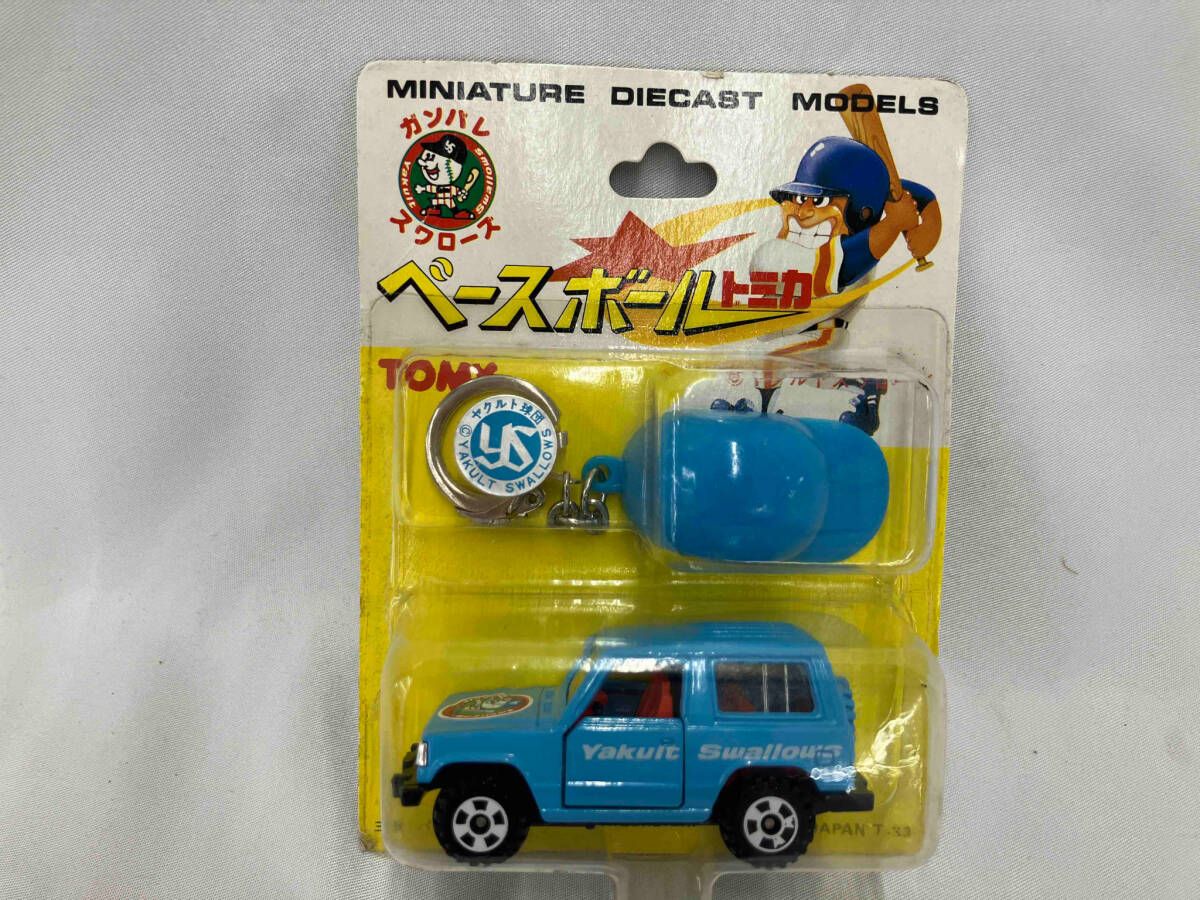 MINIATURE DIECAST MODELS
ガンバレ
Yakult Swallows
スワローズ
ベースボールトミカ
TOMY
ヤクルト球団
YS
© YAKULT SWALLOWS
Yakult Swallows
JAPAN T-33